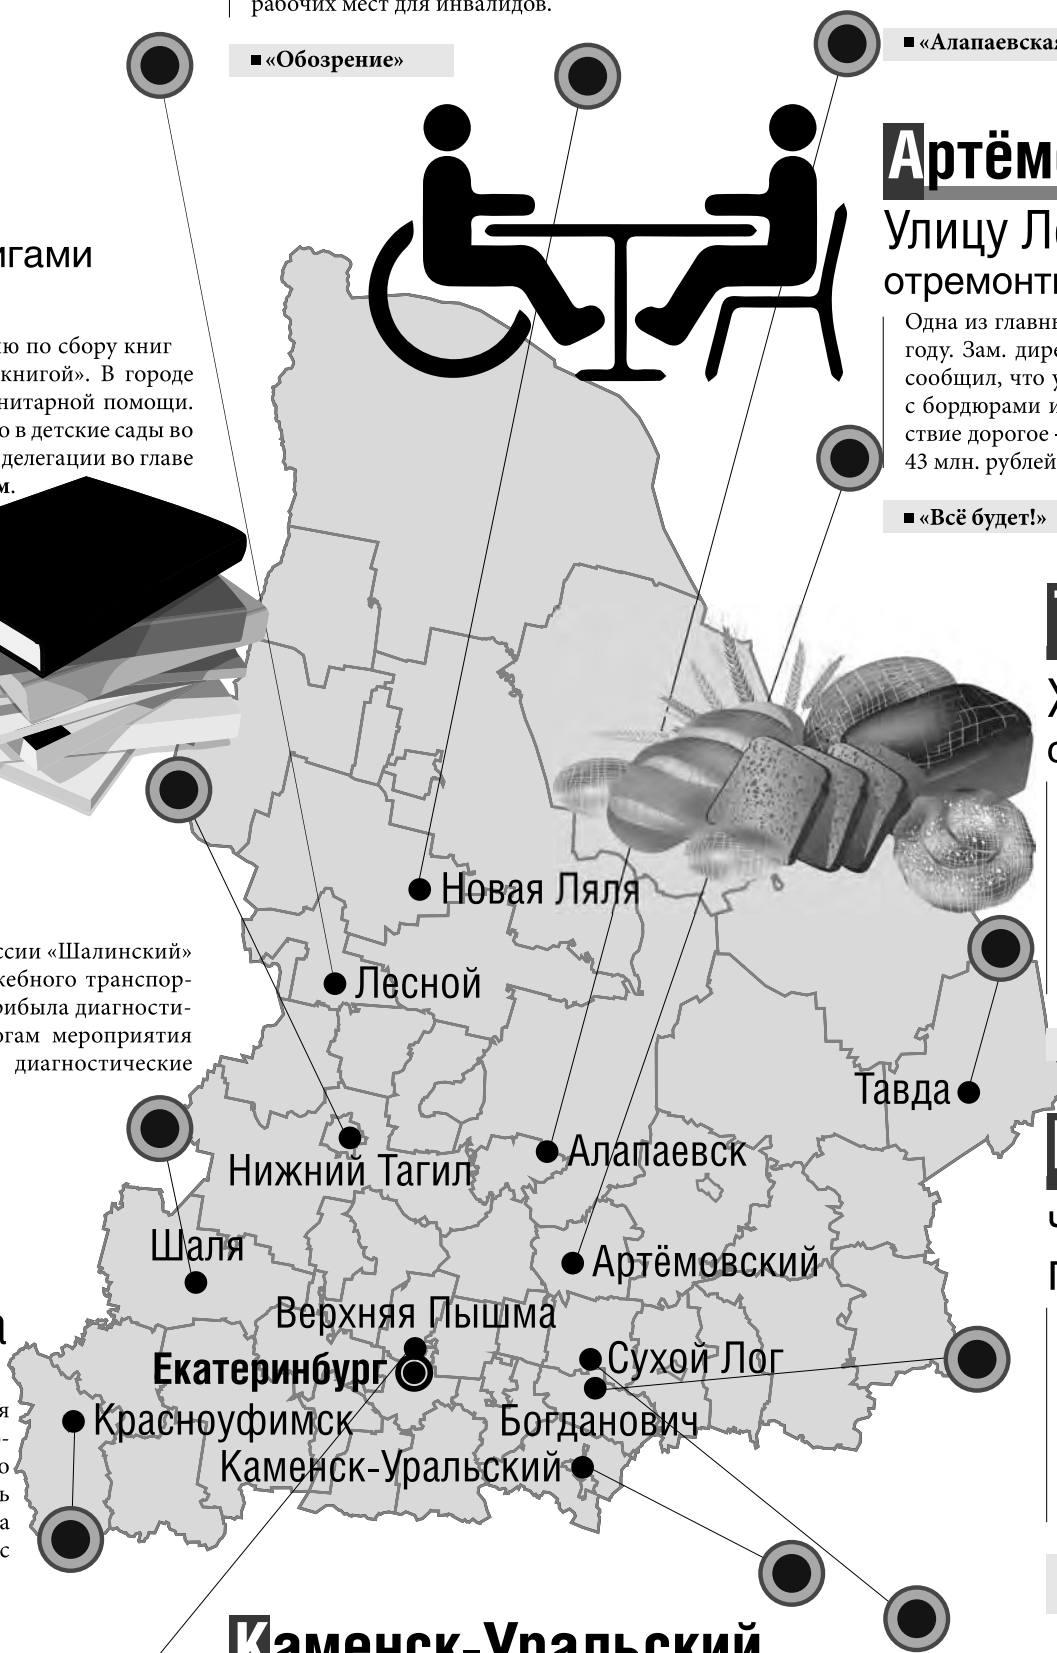 рабочих мест для инвалидов.
«Обозрение»
«Алапаевская
Артём
Улицу Л
отремонти
Одна из главн
году. Зам. дире
сообщил, что у
с бордюрами и
ствие дорогое -
43 млн. рублей
«Всё будет!»
игами
ю по сбору книг
книгой». В городе
нитарной помощи.
о в детские сады во
делегации во главе
м.
ссии «Шалинский»
жебного транспор-
рибыла диагности-
огам мероприятия
диагностические
Новая Ляля
Лесной
Тавда
Нижний Тагил
Алапаевск
Шаля
Артёмовский
Верхняя Пышма
Екатеринбург
Сухой Лог
Красноуфимск
Богданович
Каменск-Уральский
а
я
-
о
ь
а
с
Каменск-Уральский